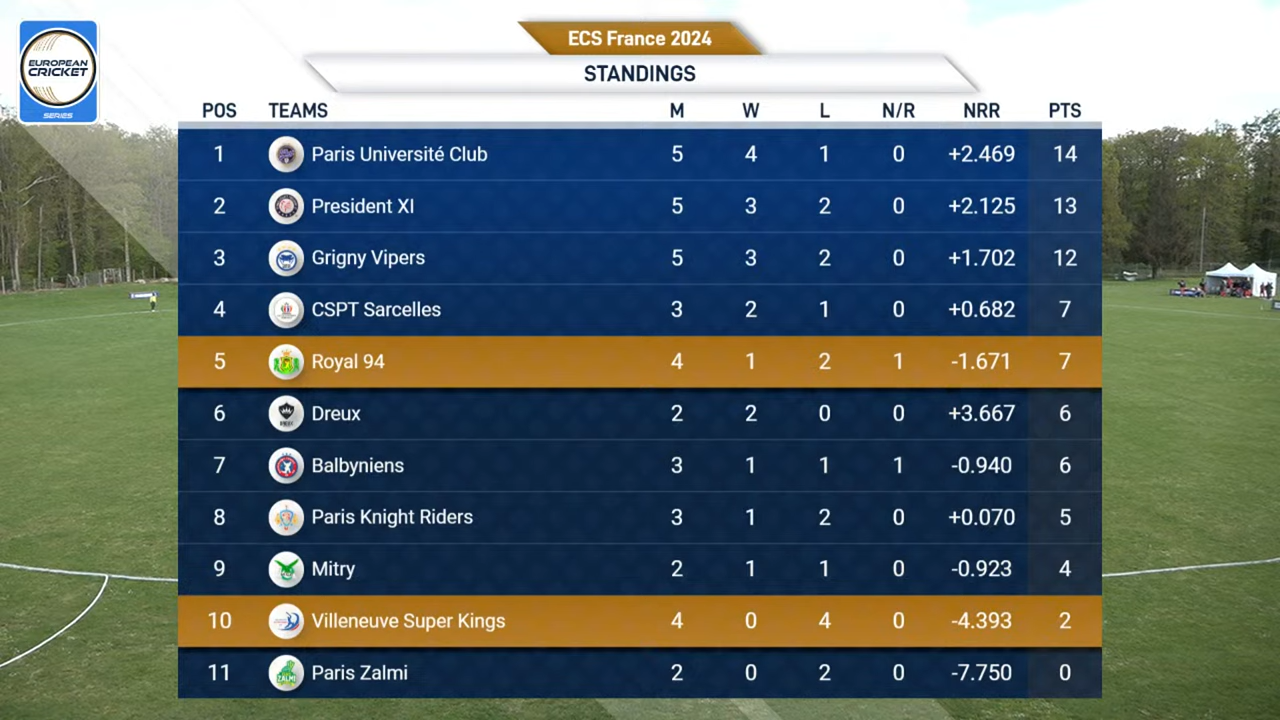 ECS France 2024
EUROPEAN
CRICKET
SERIES
STANDINGS
POS TEAMS M W L N/R NRR PTS
1 Paris Université Club 5 4 1 0 +2.469 14
2 President XI 5 3 2 0 +2.125 13
3 Grigny Vipers 5 3 2 0 +1.702 12
4 CSPT Sarcelles 3 2 1 0 +0.682 7
5 Royal 94 4 1 2 1 -1.671 7
6 Dreux 2 2 0 0 +3.667 6
7 Balbyniens 3 1 1 1 -0.940 6
8 Paris Knight Riders 3 1 2 0 +0.070 5
9 Mitry 2 1 1 0 -0.923 4
10 Villeneuve Super Kings 4 0 4 0 -4.393 2
ZALMI
11 Paris Zalmi 2 0 2 0 -7.750 0